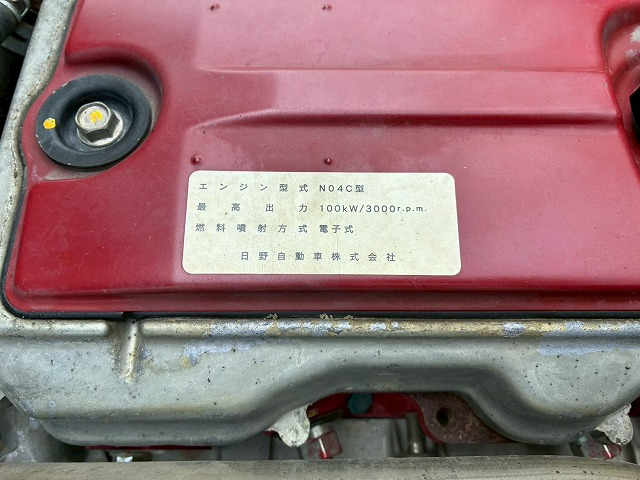 エンジン型式 N04C型
最高出力 100kW/3000r.p.m.
燃料噴射方式 電子式
日野自動車株式会社